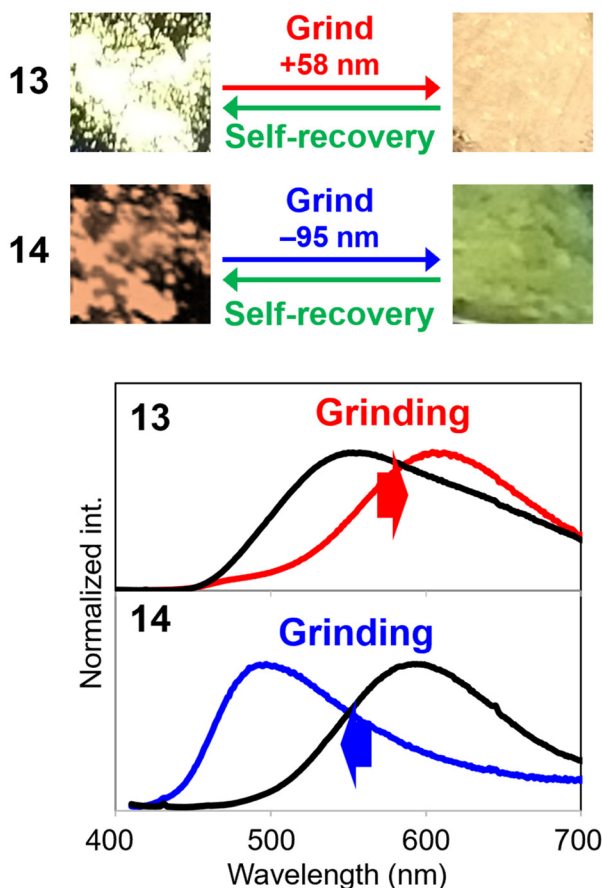 13
Grind
+58 nm
Self-recovery
14
Grind
–95 nm
Self-recovery
13
Grinding
14
Grinding
Normalized int.
400
500
600
700
Wavelength (nm)